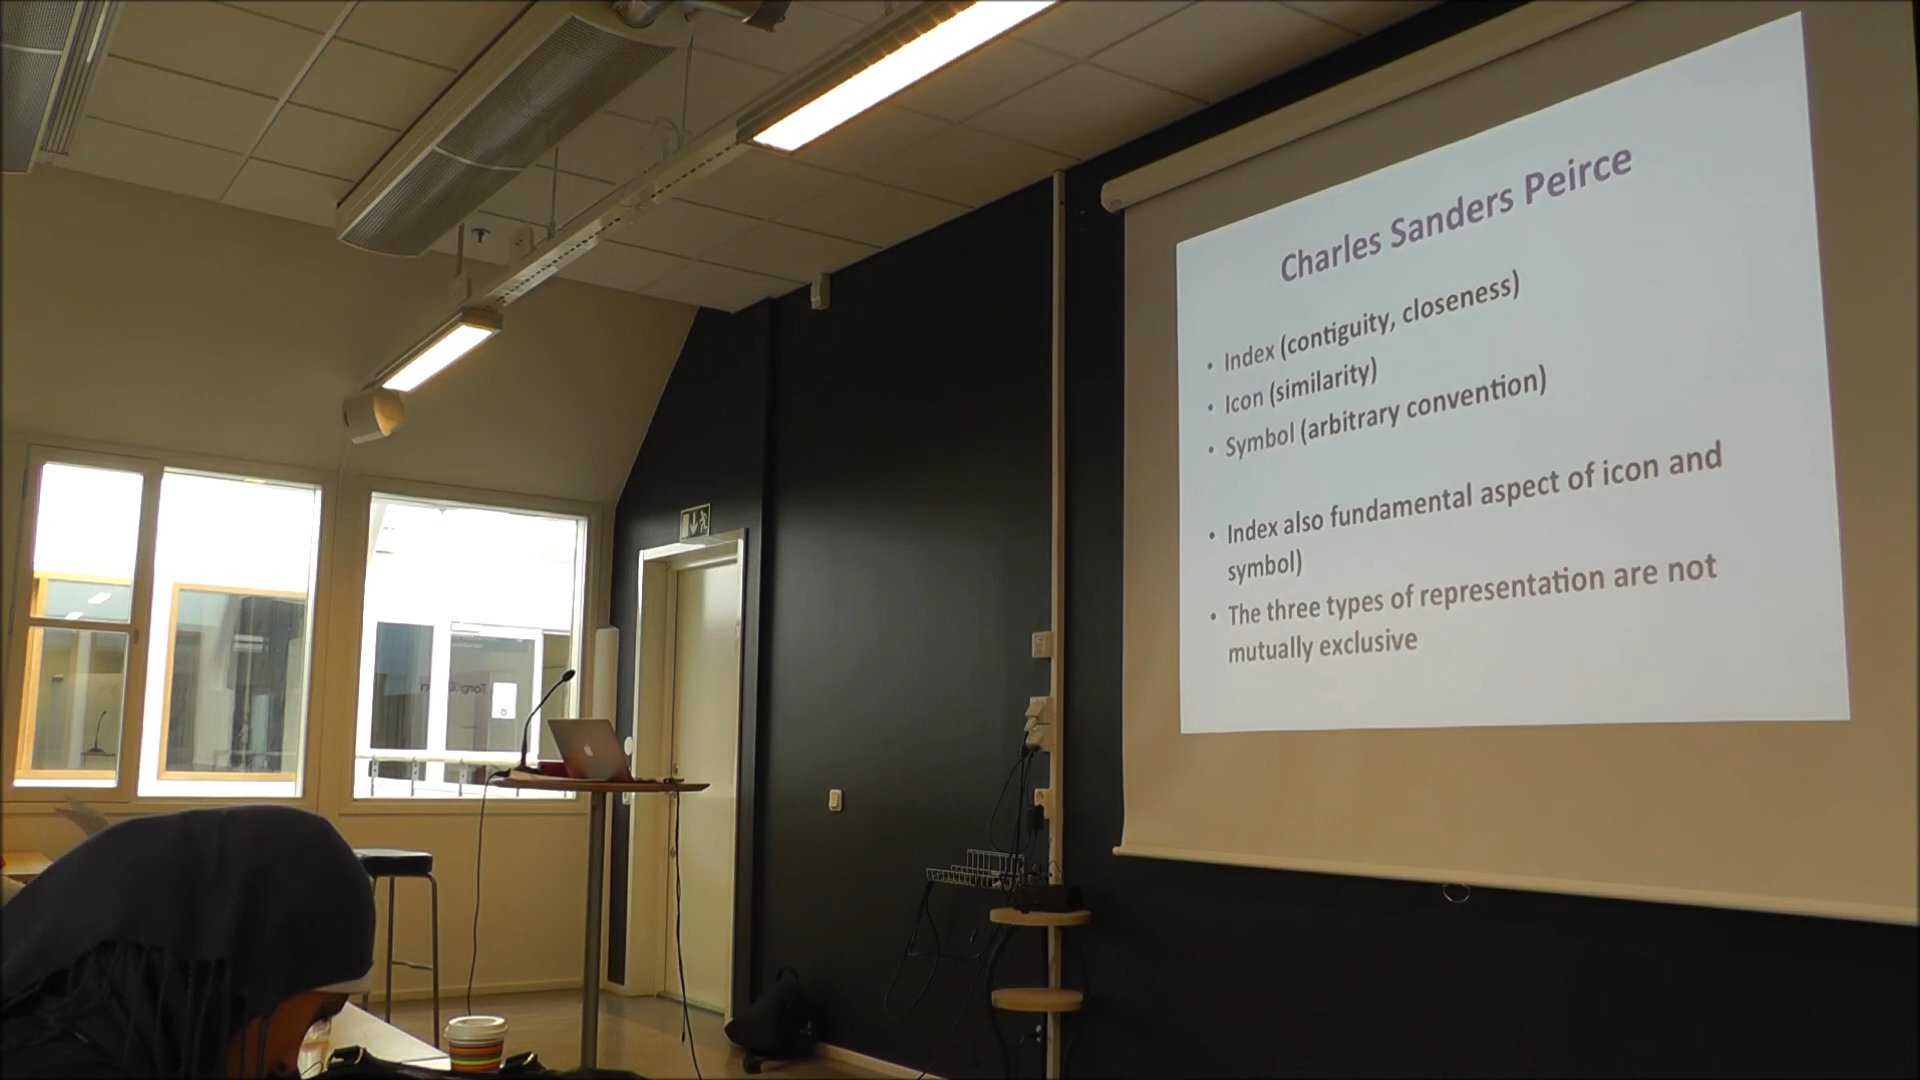 Charles Sanders Peirce
• Index (contiguity, closeness)
• Icon (similarity)
• Symbol (arbitrary convention)
• Index also fundamental aspect of icon and
symbol)
• The three types of representation are not
mutually exclusive